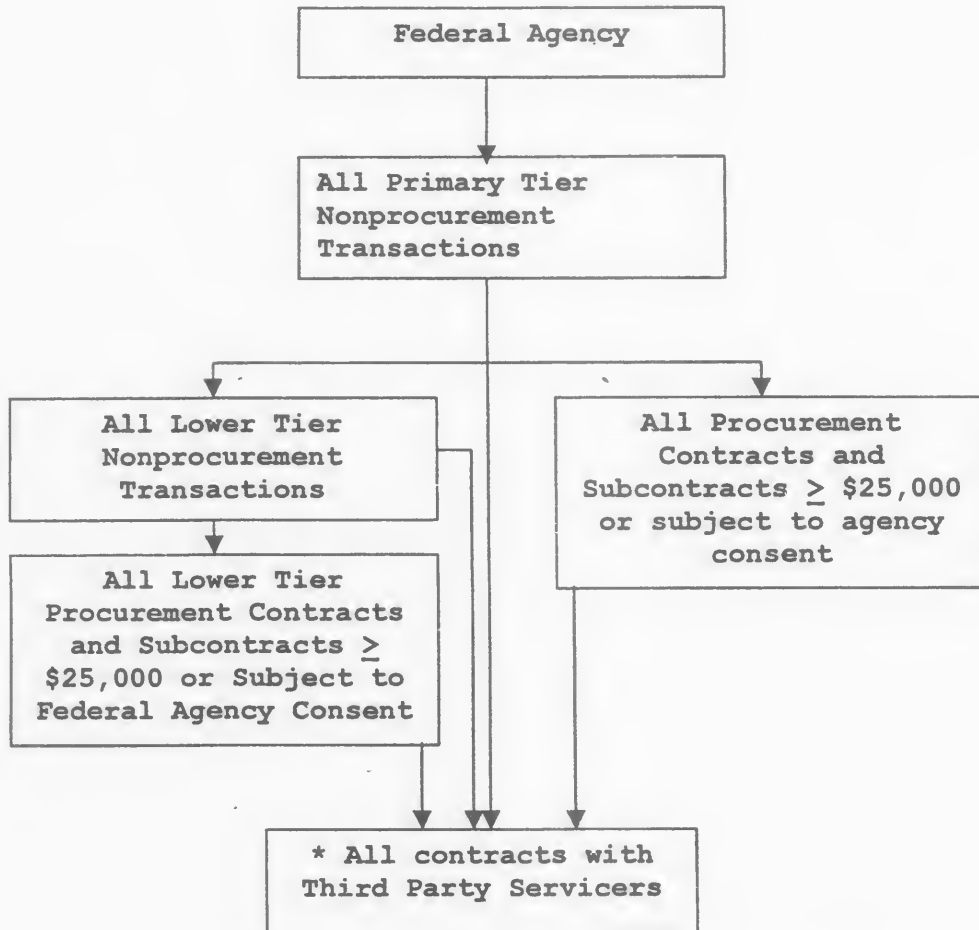 Federal Agency
All Primary Tier
Nonprocurement
Transactions
All Lower Tier
Nonprocurement
Transactions
All Procurement
Contracts and
Subcontracts ≥ $25,000
or subject to agency
consent
All Lower Tier
Procurement Contracts
and Subcontracts ≥
$25,000 or Subject to
Federal Agency Consent
* All contracts with
Third Party Servicers